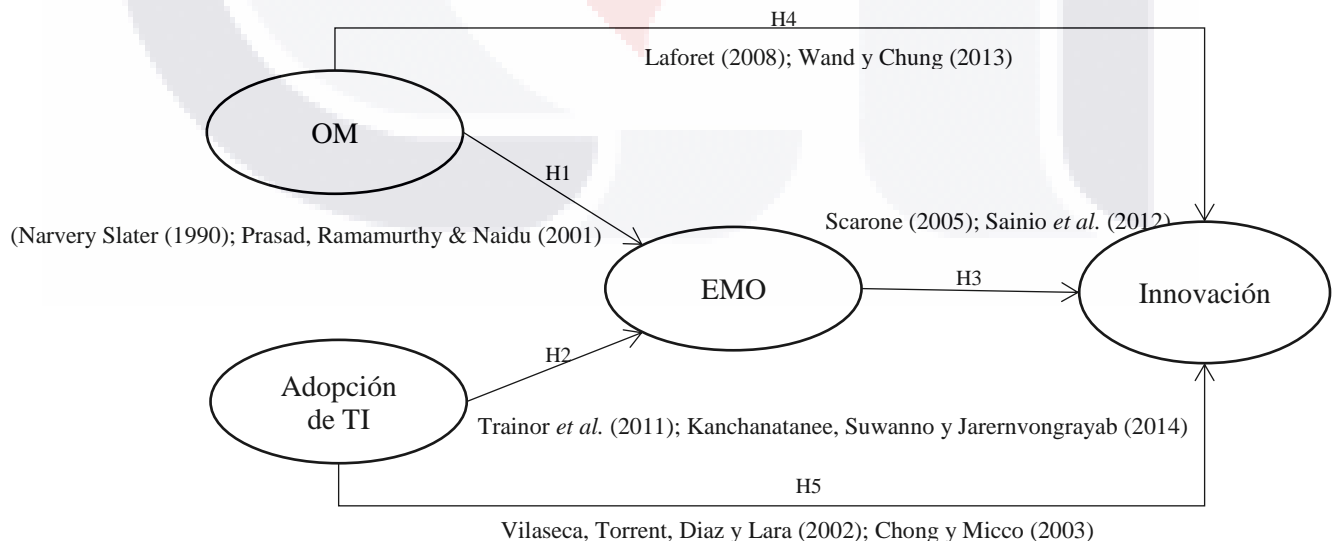 H4
Laforet (2008); Wand y Chung (2013)
OM
H1
(Narvery Slater (1990); Prasad, Ramamurthy & Naidu (2001)
Scarone (2005); Sainio et al. (2012)
EMO
H3
Innovación
H2
Adopción
de TI
Trainor et al. (2011); Kanchanatanee, Suwanno y Jarernvongrayab (2014)
H5
Vilaseca, Torrent, Diaz y Lara (2002); Chong y Micco (2003)